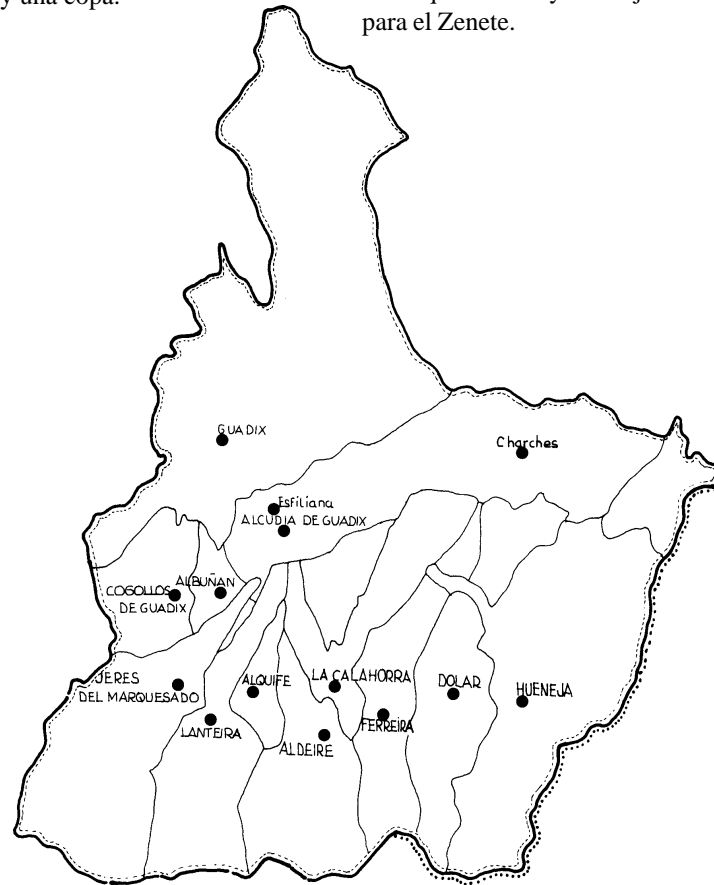 y una copa.
para el Zenete.
GUADIX
Charches
Esfiliana
ALCUDIA DE GUADIX
COGOLLOS
DE GUADIX
ALBUÑAN
JERES
DEL MARQUESADO
LANTEIRA
ALQUIFE
ALDEIRE
LA CALAHORRA
FERREIRA
DOLAR
HUENEJA